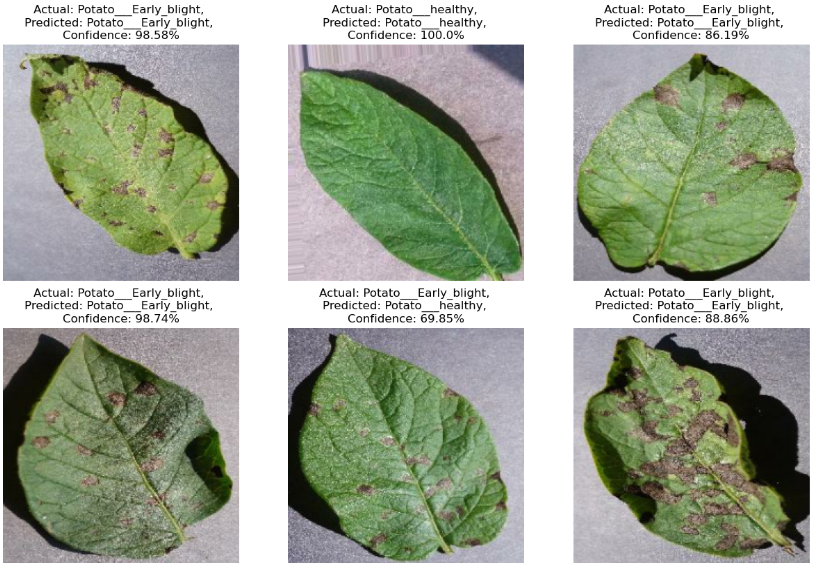 Actual: Potato___Early_blight,
Predicted: Potato___Early_blight,
Confidence: 98.58%
Actual: Potato___healthy,
Predicted: Potato___healthy,
Confidence: 100.0%
Actual: Potato___Early_blight,
Predicted: Potato___Early_blight,
Confidence: 86.19%
Actual: Potato___Early_blight,
Predicted: Potato___Early_blight,
Confidence: 98.74%
Actual: Potato___Early_blight,
Predicted: Potato___healthy,
Confidence: 69.85%
Actual: Potato___Early_blight,
Predicted: Potato___Early_blight,
Confidence: 88.86%